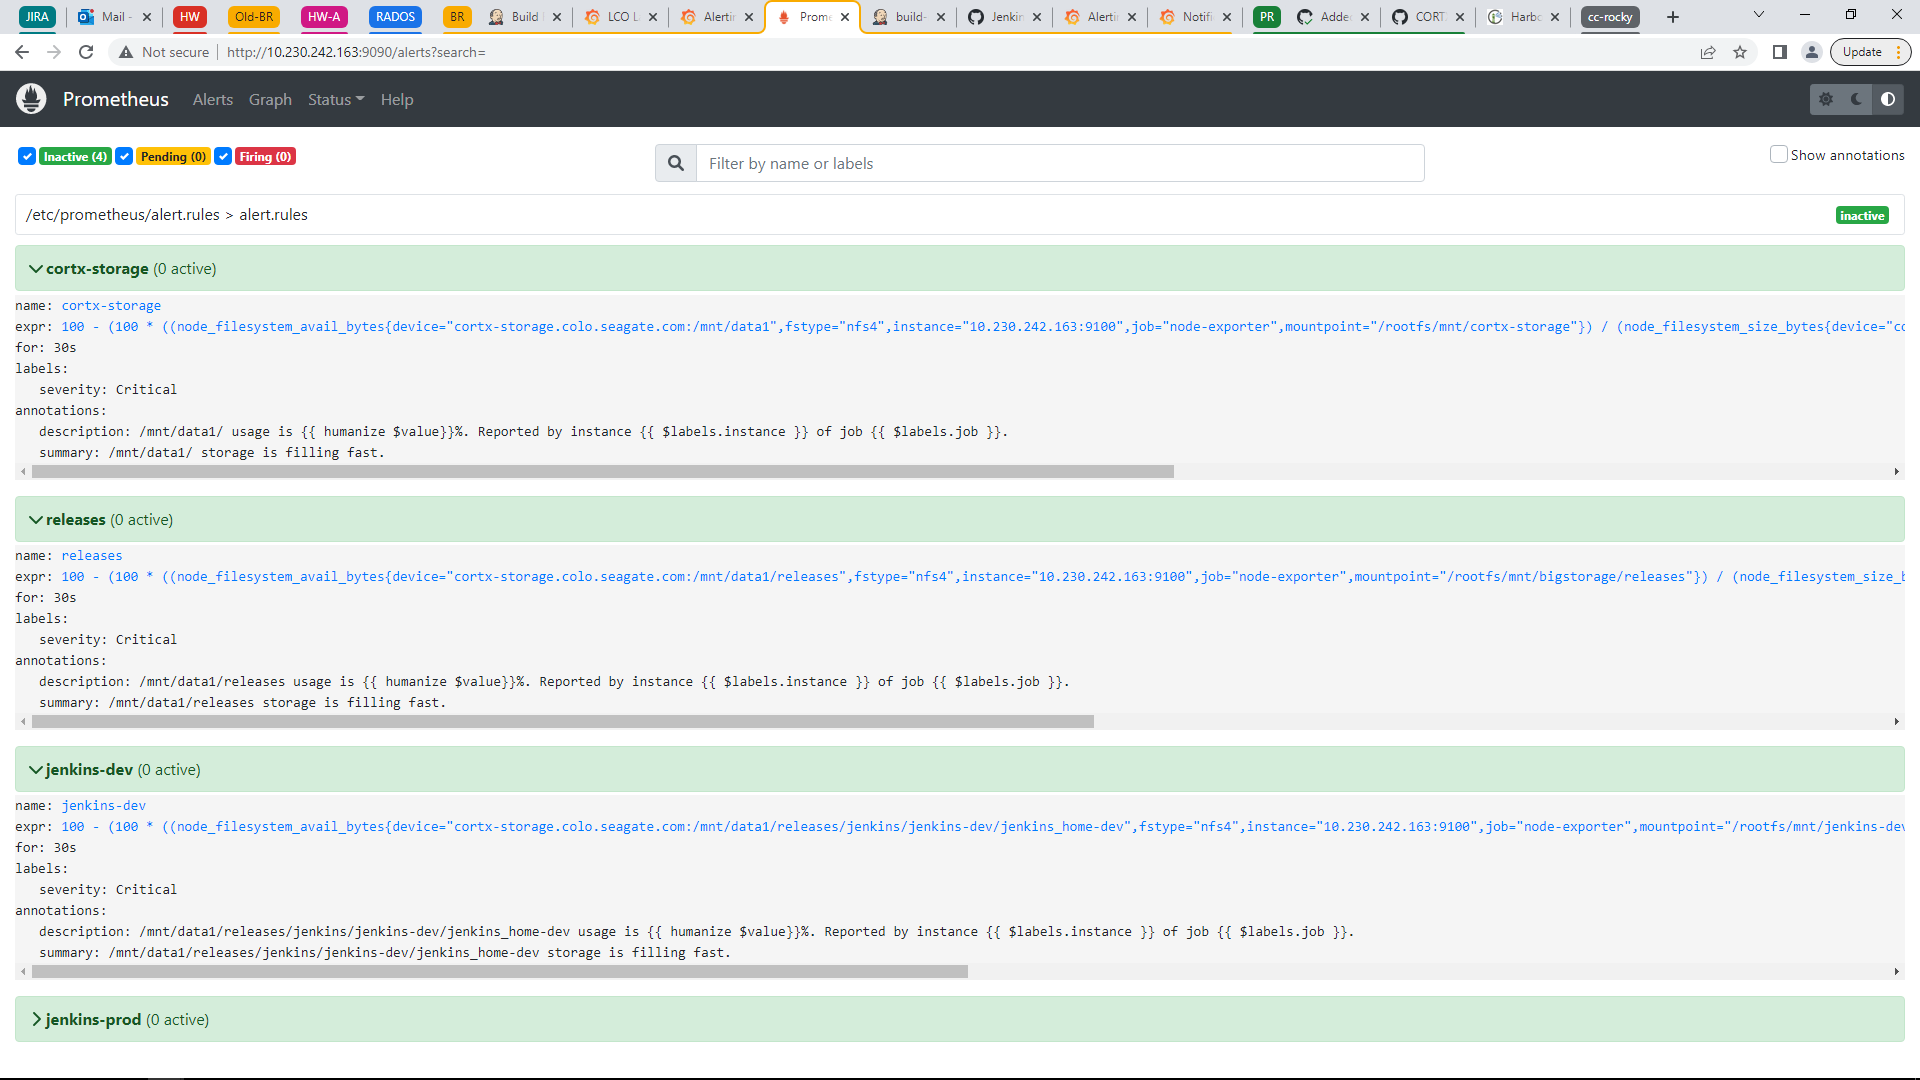 JIRA Mail - HW Old-BR HW-A RADOS BR Build LCO L Alertin Prome build- Jenkin Alertin Notifi PR Added CORT Harbo cc-rocky
Not secure http://10.230.242.163:9090/alerts?search= Update
Prometheus Alerts Graph Status Help
Inactive (4) Pending (0) Firing (0) Filter by name or labels Show annotations
/etc/prometheus/alert.rules > alert.rules inactive
cortx-storage (0 active)
name: cortx-storage
expr: 100 - (100 * ((node_filesystem_avail_bytes{device="cortx-storage.colo.seagate.com:/mnt/data1",fstype="nfs4",instance="10.230.242.163:9100",job="node-exporter",mountpoint="/rootfs/mnt/cortx-storage"}) / (node_filesystem_size_bytes{device="co
for: 30s
labels:
severity: Critical
annotations:
description: /mnt/data1/ usage is {{ humanize $value}}%. Reported by instance {{ $labels.instance }} of job {{ $labels.job }}.
summary: /mnt/data1/ storage is filling fast.
releases (0 active)
name: releases
expr: 100 - (100 * ((node_filesystem_avail_bytes{device="cortx-storage.colo.seagate.com:/mnt/data1/releases",fstype="nfs4",instance="10.230.242.163:9100",job="node-exporter",mountpoint="/rootfs/mnt/bigstorage/releases"}) / (node_filesystem_size_b
for: 30s
labels:
severity: Critical
annotations:
description: /mnt/data1/releases usage is {{ humanize $value}}%. Reported by instance {{ $labels.instance }} of job {{ $labels.job }}.
summary: /mnt/data1/releases storage is filling fast.
jenkins-dev (0 active)
name: jenkins-dev
expr: 100 - (100 * ((node_filesystem_avail_bytes{device="cortx-storage.colo.seagate.com:/mnt/data1/releases/jenkins/jenkins-dev/jenkins_home-dev",fstype="nfs4",instance="10.230.242.163:9100",job="node-exporter",mountpoint="/rootfs/mnt/jenkins-dev
for: 30s
labels:
severity: Critical
annotations:
description: /mnt/data1/releases/jenkins/jenkins-dev/jenkins_home-dev usage is {{ humanize $value}}%. Reported by instance {{ $labels.instance }} of job {{ $labels.job }}.
summary: /mnt/data1/releases/jenkins/jenkins-dev/jenkins_home-dev storage is filling fast.
jenkins-prod (0 active)